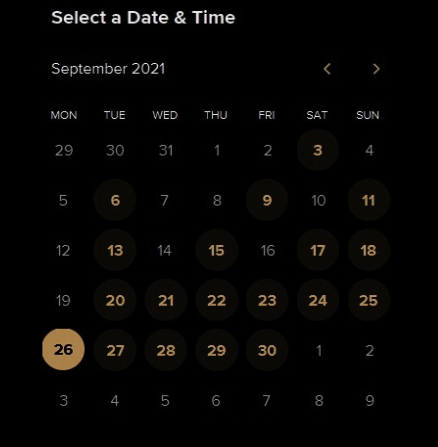 Select a Date & Time
September 2021
MON TUE WED THU FRI SAT SUN
29 30 31 1 2 3 4
5 6 7 8 9 10 11
12 13 14 15 16 17 18
19 20 21 22 23 24 25
26 27 28 29 30 1 2
3 4 5 6 7 8 9